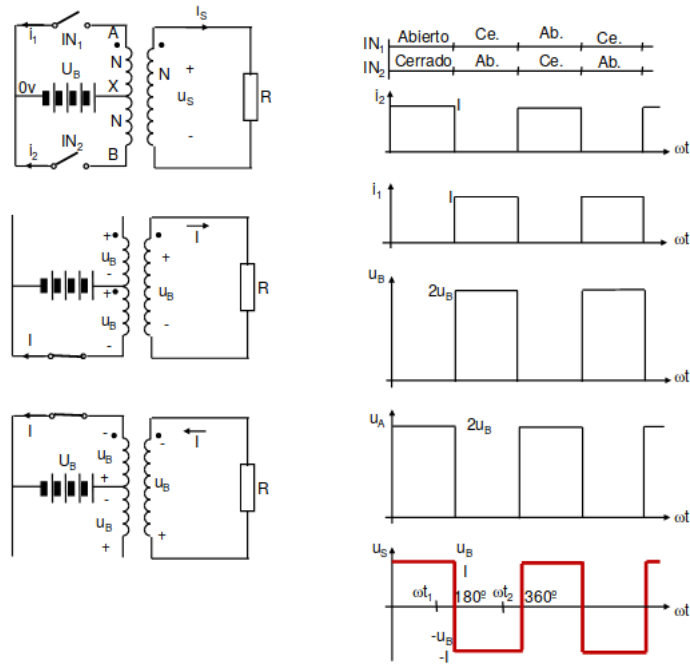 i1 IN1 A
N
UB
0v X
N
i2 IN2 B
iS
N + uS -
R
+ uB - + uB -
I
+ uB -
I
R
I
UB
- uB + - uB +
- uB +
I
R
IN1 Abierto Ce. Ab. Ce.
IN2 Cerrado Ab. Ce. Ab.
i2 I
ωt
i1 I
ωt
uB
2uB
ωt
uA
2uB
ωt
uS uB
I
ωt1 180º ωt2 360º
ωt
-uB
-I